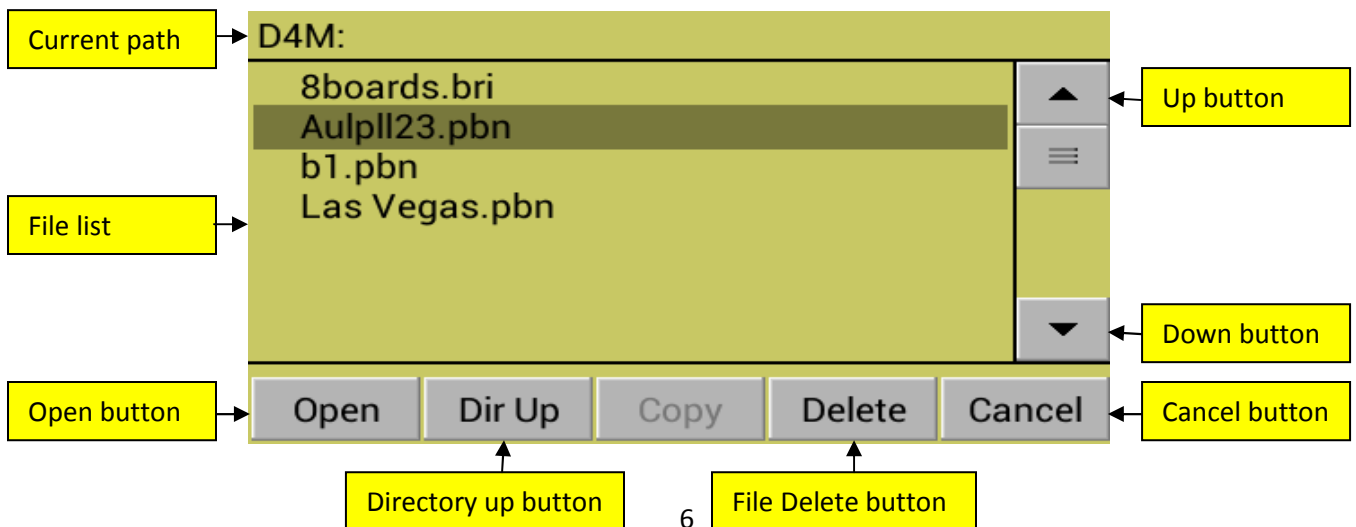 Current path
D4M:
8boards.bri
Aulpll23.pbn
b1.pbn
Las Vegas.pbn
Up button
File list
Down button
Open button
Open
Dir Up
Copy
Delete
Cancel
Cancel button
Directory up button
6
File Delete button